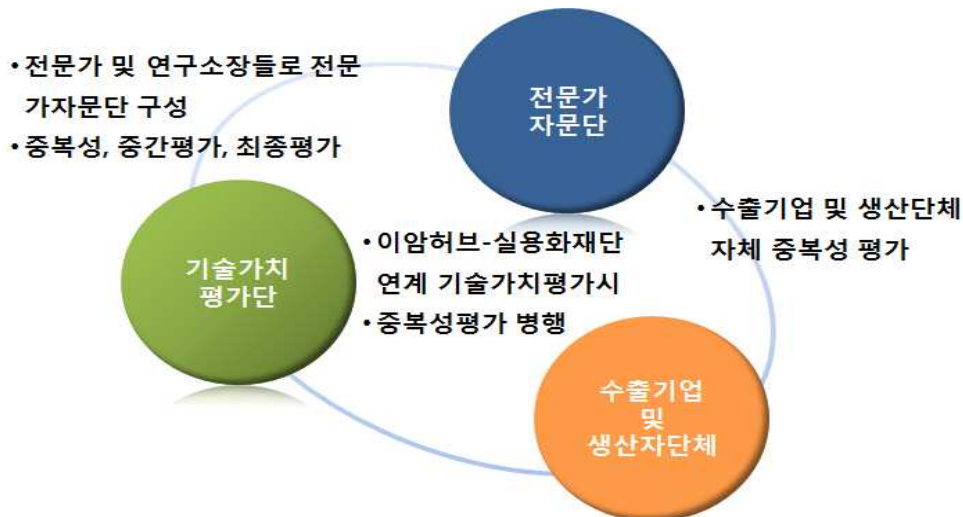 • 전문가 및 연구소장들로 전문
가자문단 구성
• 중복성, 중간평가, 최종평가
전문가
자문단
• 수출기업 및 생산단체
자체 중복성 평가
기술가치
평가단
• 이암허브-실용화재단
연계 기술가치평가시
• 중복성평가 병행
수출기업
및
생산자단체